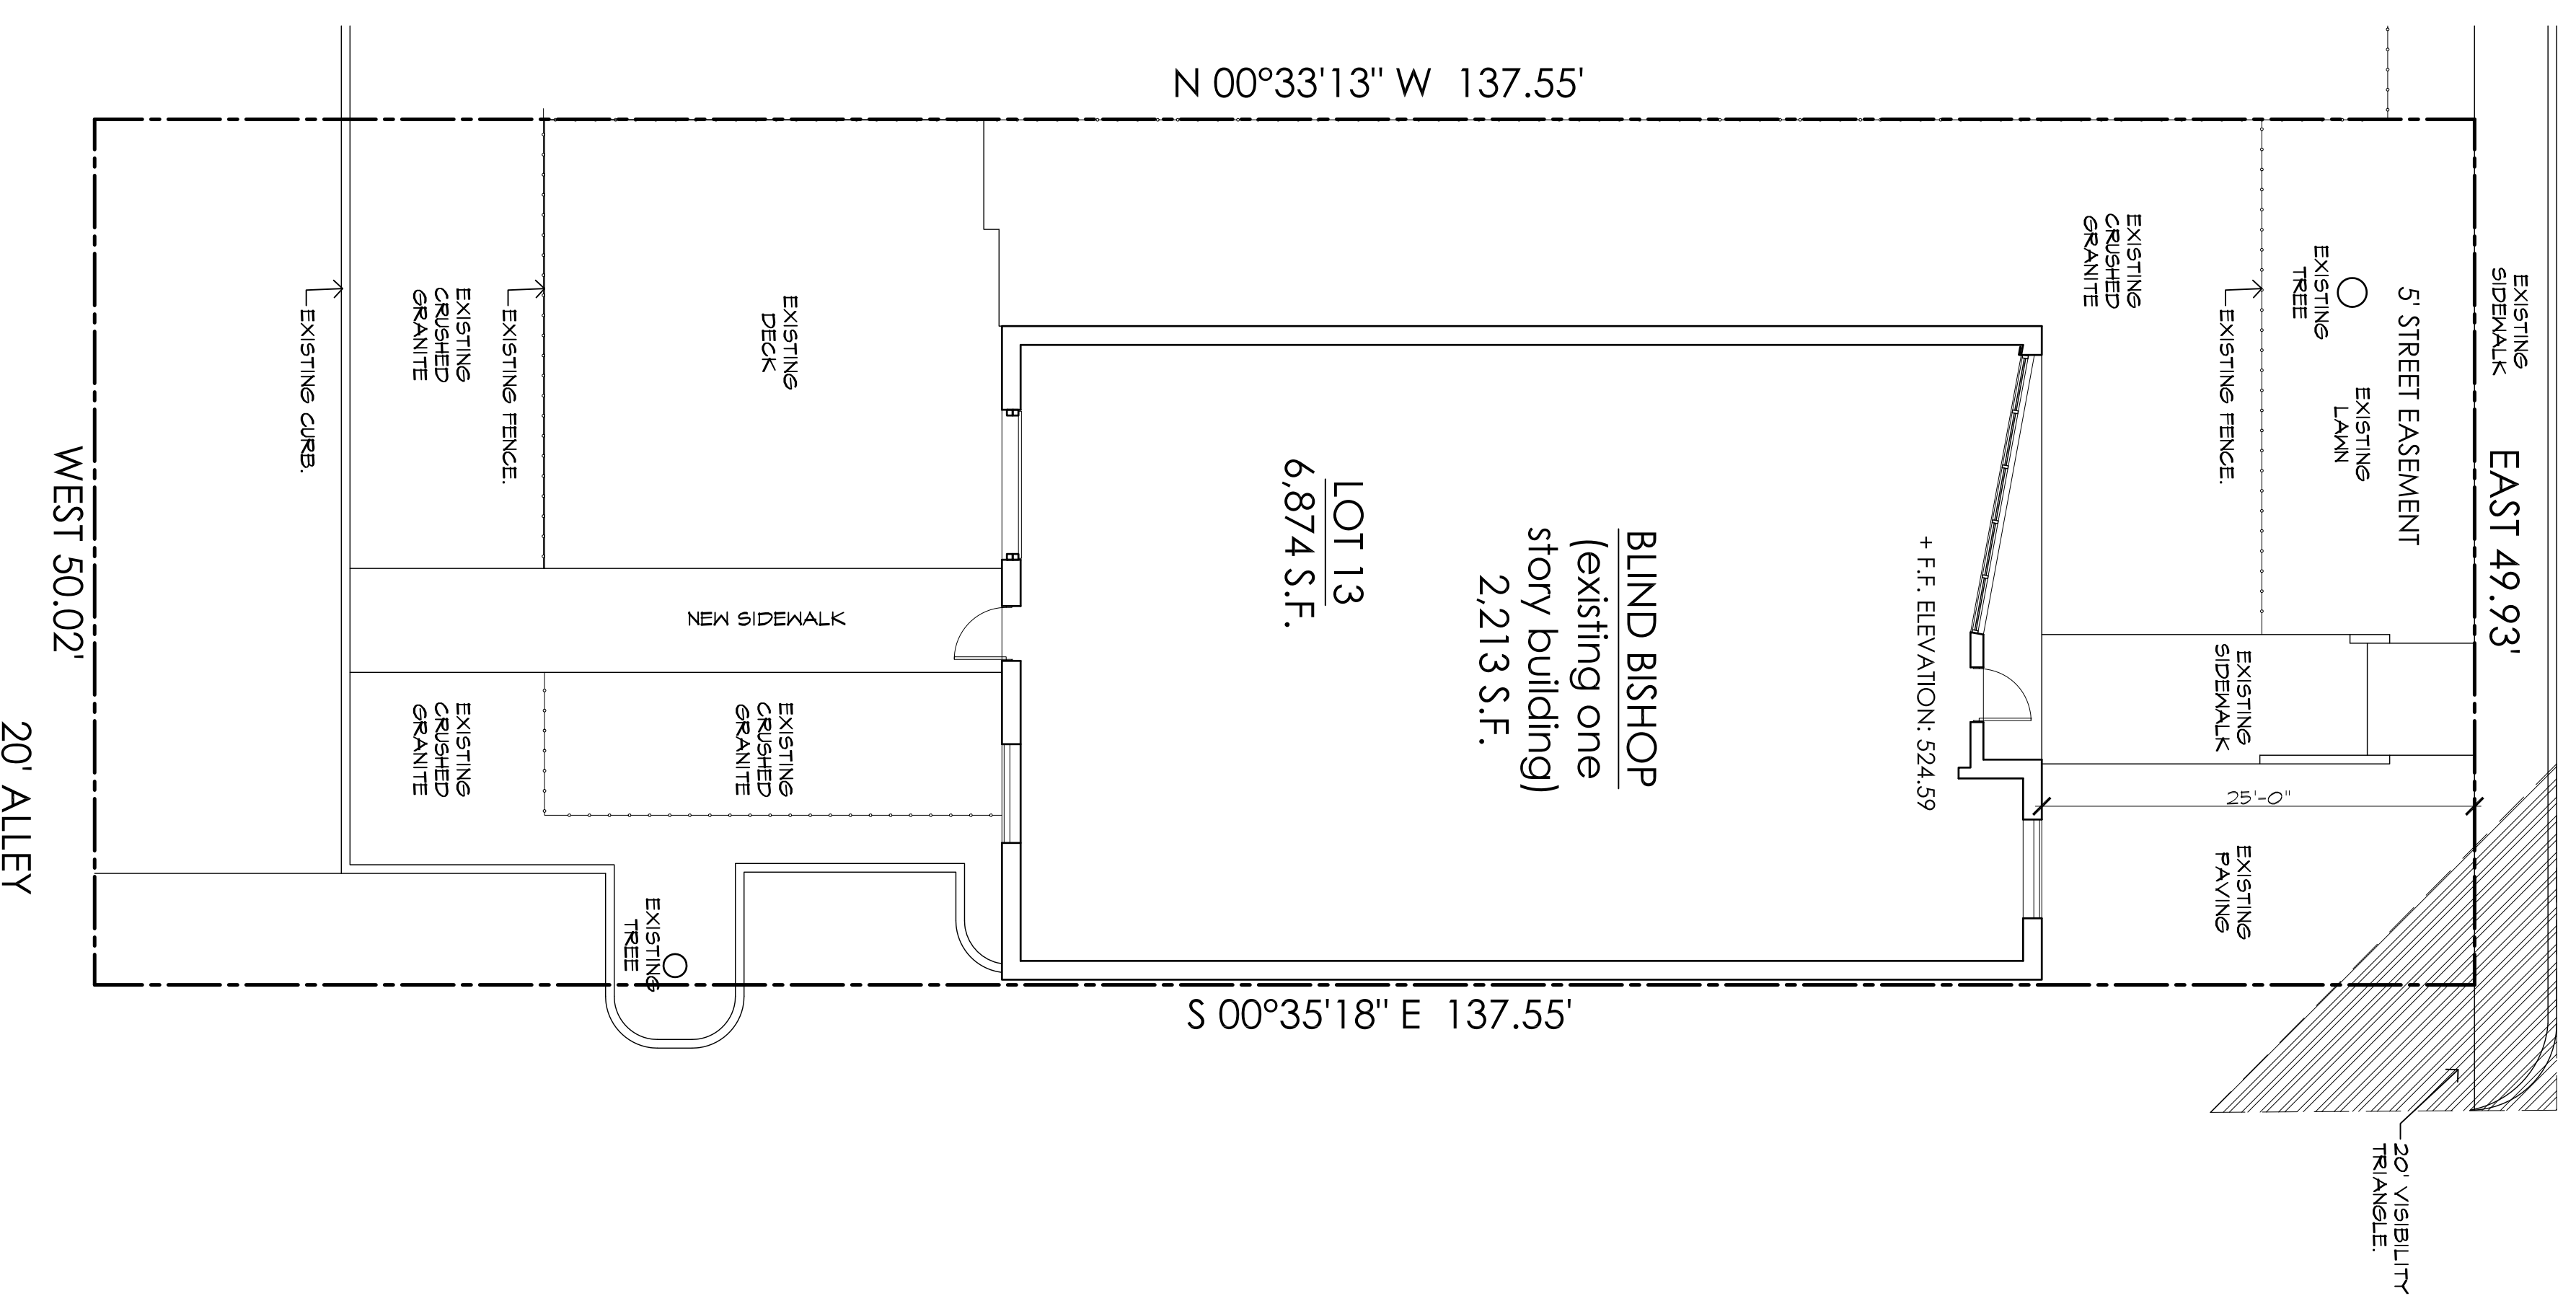 N 00°33'13" W 137.55'
EXISTING
SIDEWALK
EAST 49.93'
5' STREET EASEMENT
EXISTING
TREE
EXISTING
LAWN
EXISTING FENCE.
EXISTING
CRUSHED
GRANITE
EXISTING
SIDEWALK
25'-0"
EXISTING
PAVING
20' VISIBILITY
TRIANGLE.
+ F.F. ELEVATION: 524.59
BLIND BISHOP
(existing one
story building)
2,213 S.F.
LOT 13
6,874 S.F.
EXISTING
DECK
NEW SIDEWALK
EXISTING
CRUSHED
GRANITE
EXISTING
TREE
EXISTING FENCE.
EXISTING
CRUSHED
GRANITE
EXISTING
CRUSHED
GRANITE
EXISTING CURB.
WEST 50.02'
20' ALLEY
S 00°35'18" E 137.55'